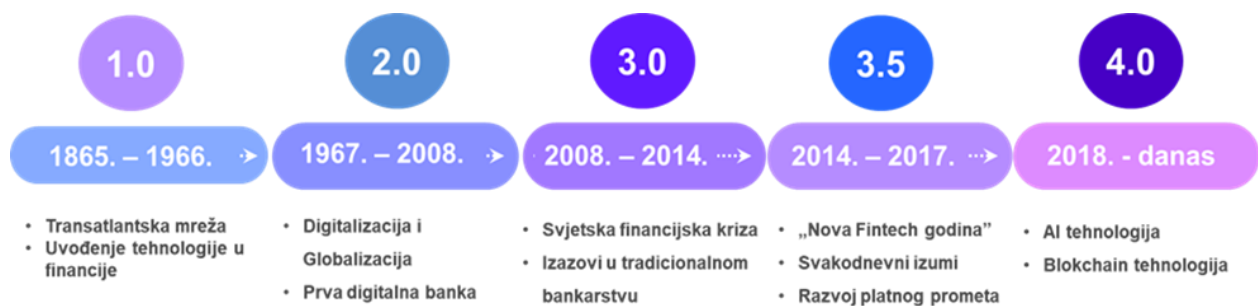 1.0
2.0
3.0
3.5
4.0
1865. – 1966.
1967. – 2008.
2008. – 2014.
2014. – 2017.
2018. - danas
• Transatlantska mreža
• Uvođenje tehnologije u
financije
• Digitalizacija i
Globalizacija
• Prva digitalna banka
• Svjetska financijska kriza
• Izazovi u tradicionalnom
bankarstvu
• „Nova Fintech godina”
• Svakodnevni izumi
• Razvoj platnog prometa
• AI tehnologija
• Blokchain tehnologija